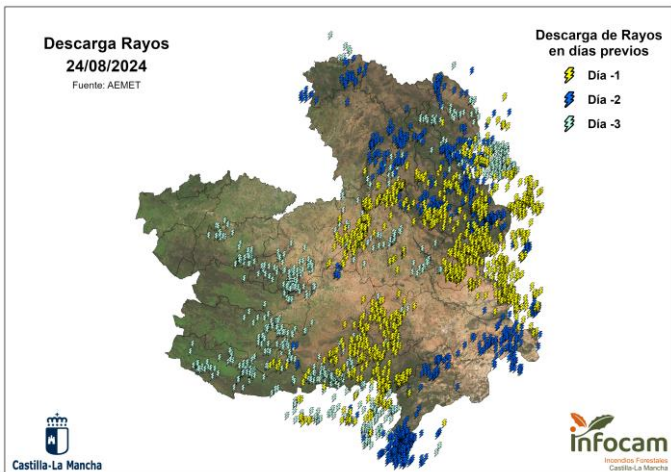 Descarga Rayos
24/08/2024
Fuente: AEMET
Descarga de Rayos
en días previos
Día -1
Día -2
Día -3
Castilla-La Mancha
infocam
Incendios Forestales
Castilla-La Mancha